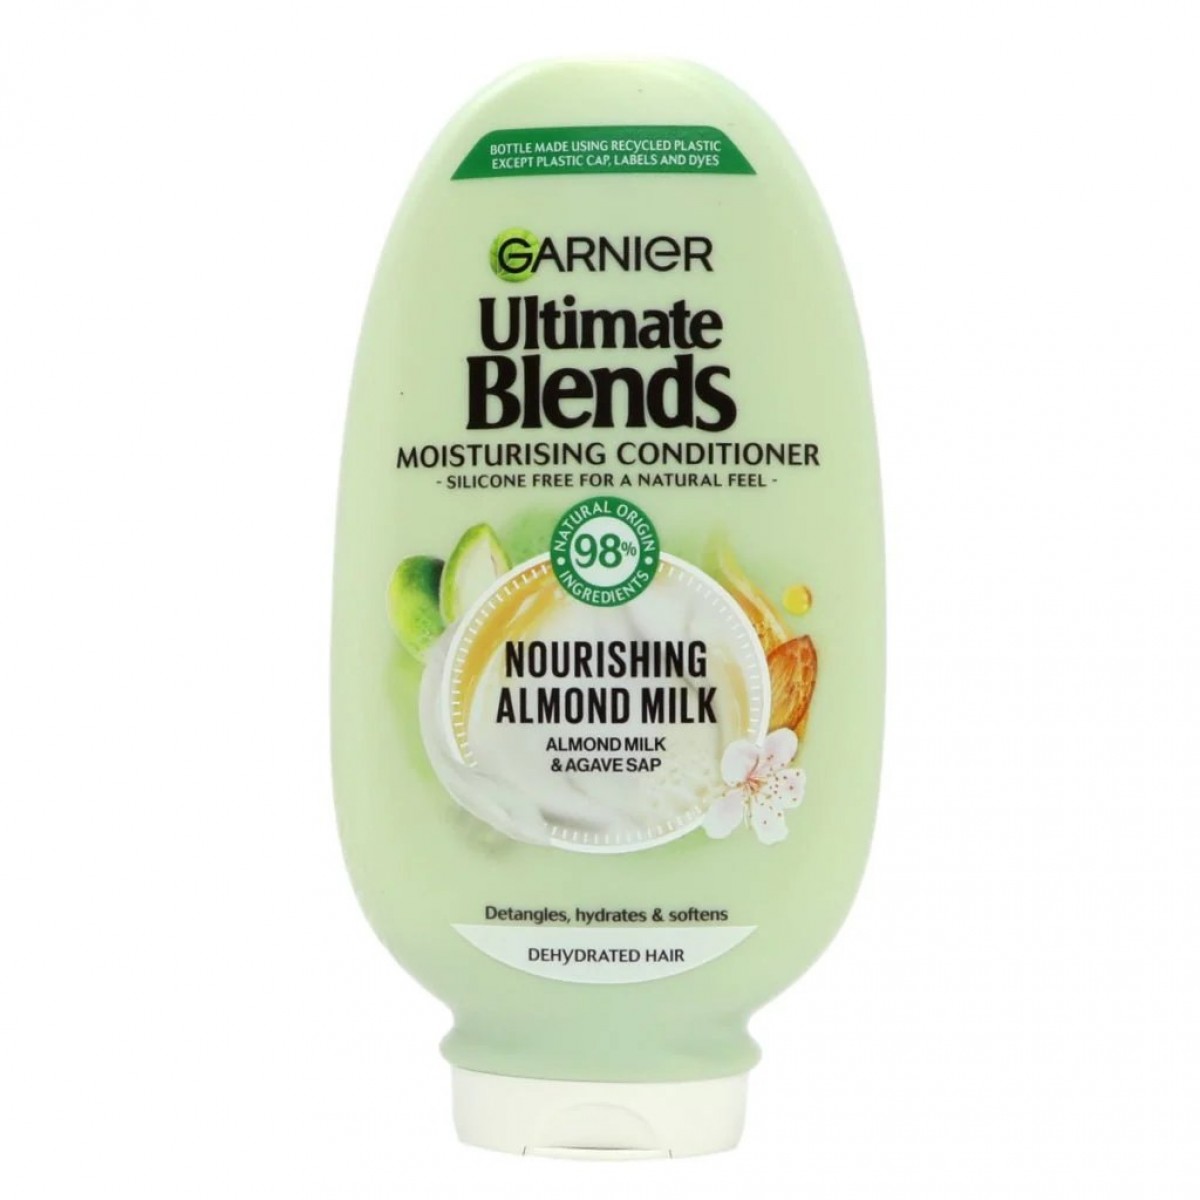 BOTTLE MADE USING RECYCLED PLASTIC
EXCEPT PLASTIC CAP, LABELS AND DYES
GARNIER
Ultimate
Blends
MOISTURISING CONDITIONER
- SILICONE FREE FOR A NATURAL FEEL -
NATURAL ORIGIN
98%
INGREDIENTS
NOURISHING
ALMOND MILK
ALMOND MILK
& AGAVE SAP
Detangles, hydrates & softens
DEHYDRATED HAIR